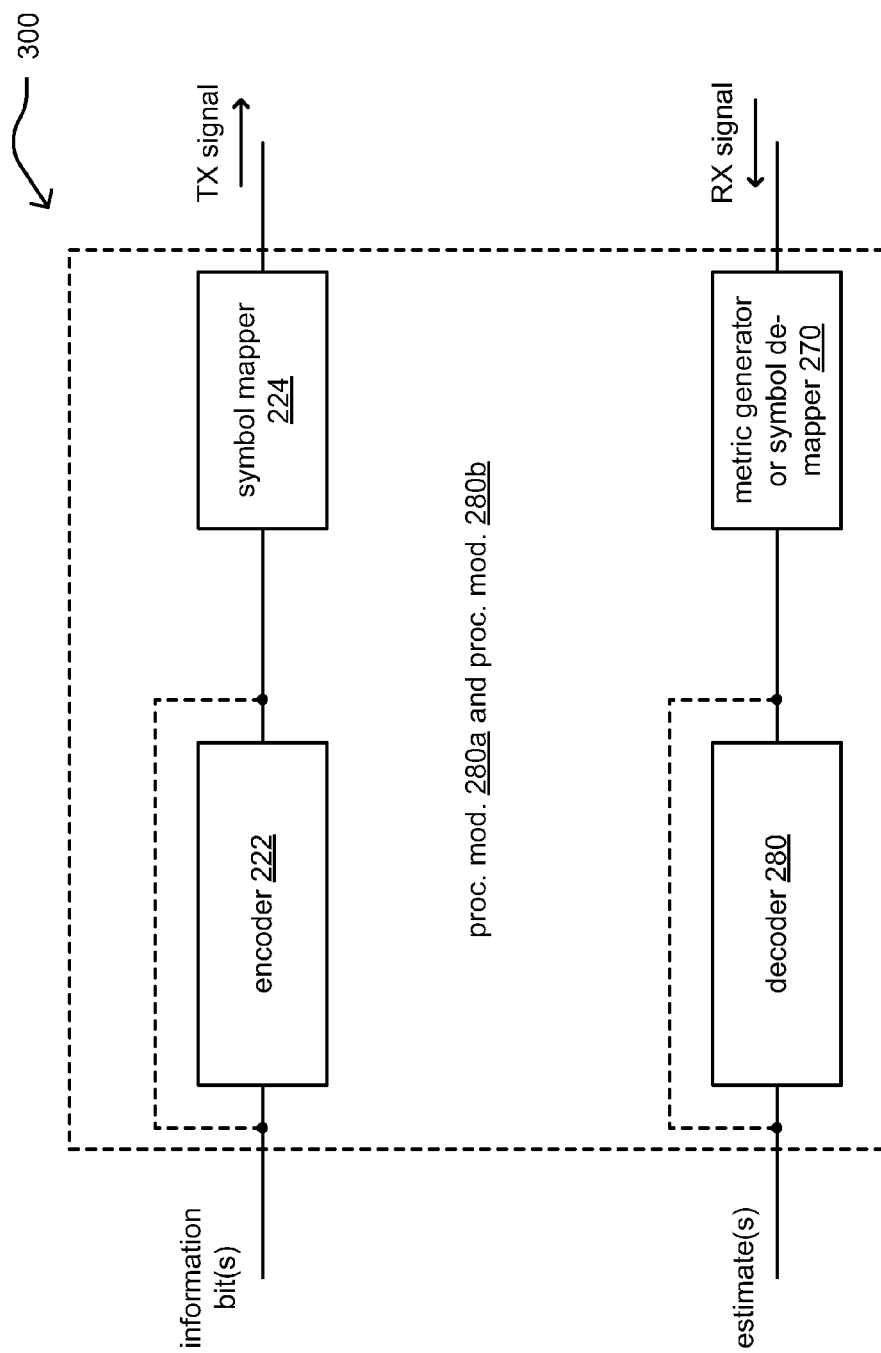 300
information
bit(s)
encoder 222
symbol mapper
224
TX signal
proc. mod. 280a and proc. mod. 280b
estimate(s)
decoder 280
metric generator
or symbol de-
mapper 270
RX signal